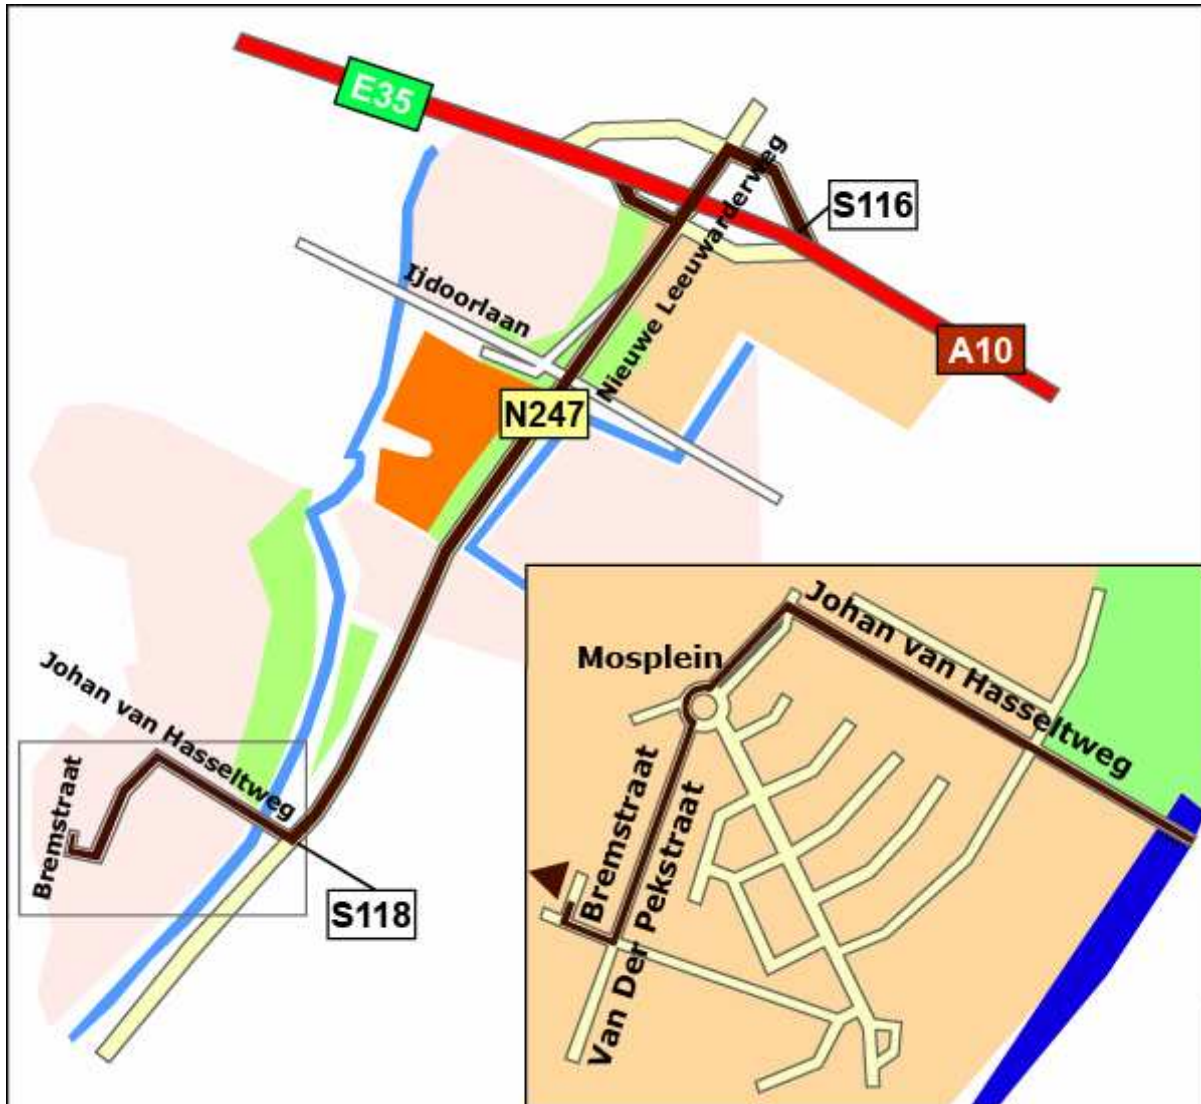 E35
Nieuwe Leeuwarderweg
S116
Ijdoorlaan
A10
N247
Johan van Hasseltweg
Bremstraat
S118
Johan van Hasseltweg
Mosplein
Bremstraat
Van Der Pekstraat